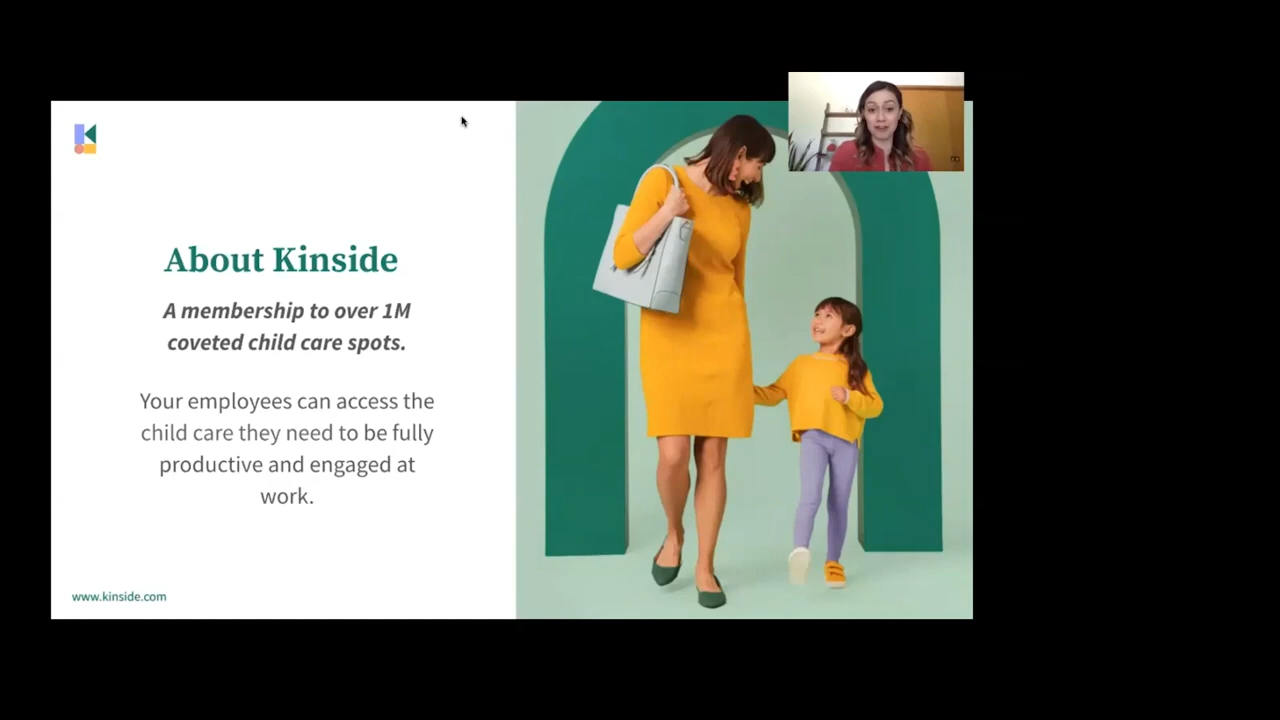 About Kinside
A membership to over 1M
coveted child care spots.
Your employees can access the
child care they need to be fully
productive and engaged at
work.
www.kinside.com